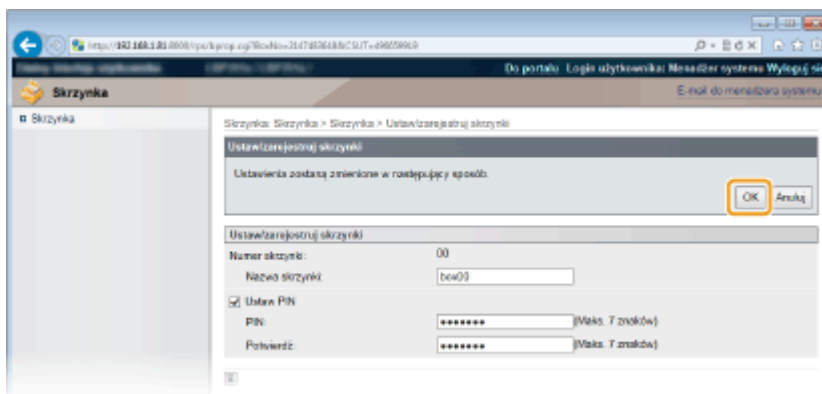 Do portalu Login użytkownika: Menedżer systemu Wyloguj się
Skrzynka
E-mail do menedżera systemu
Skrzynka
Skrzynka: Skrzynka > Skrzynka > Ustaw/zarejestruj skrzynki
Ustaw/zarejestruj skrzynki
Ustawienia zostaną zmienione w następujący sposób.
OK Anuluj
Ustaw/zarejestruj skrzynki
Numer skrzynki: 00
Nazwa skrzynki: box00
Ustaw PIN
PIN: ••••••• (Maks. 7 znaków)
Potwierdź: ••••••• (Maks. 7 znaków)